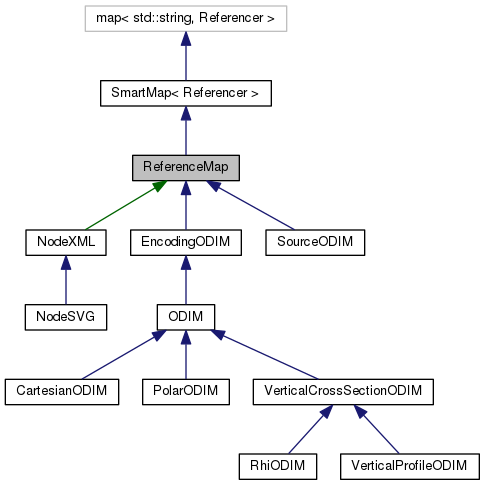 map< std::string, Referencer >
SmartMap< Referencer >
ReferenceMap
NodeXML
EncodingODIM
SourceODIM
NodeSVG
ODIM
CartesianODIM
PolarODIM
VerticalCrossSectionODIM
RhiODIM
VerticalProfileODIM